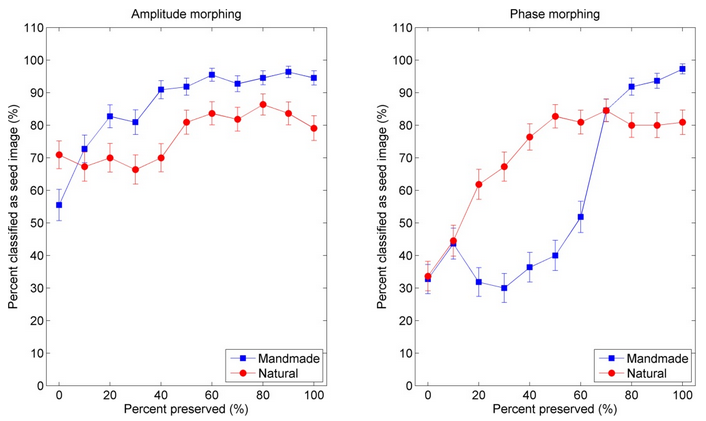 Amplitude morphing
110
100
90
80
70
60
50
40
30
20
10
0
Percent classified as seed image (%)
0 20 40 60 80 100
Percent preserved (%)
Mandmade
Natural
Phase morphing
110
100
90
80
70
60
50
40
30
20
10
0
Percent classified as seed image (%)
0 20 40 60 80 100
Percent preserved (%)
Mandmade
Natural